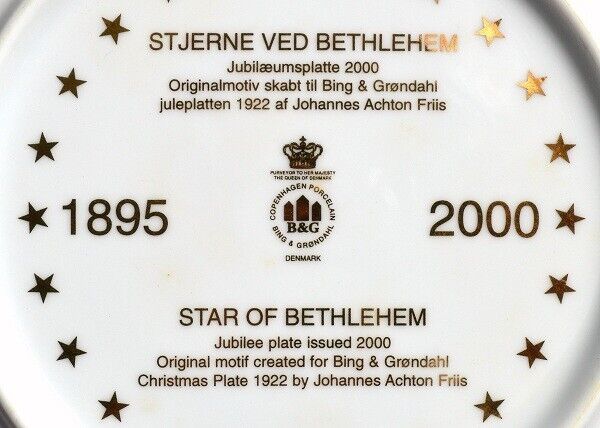 STJERNE VED BETHLEHEM
Jubilæumsplatte 2000
Originalmotiv skabt til Bing & Grøndahl
juleplatten 1922 af Johannes Achton Friis
PURVEYOR TO HER MAJESTY
THE QUEEN OF DENMARK
1895
COPENHAGEN PORCELAIN
B&G
BING & GRØNDAHL
DENMARK
2000
STAR OF BETHLEHEM
Jubilee plate issued 2000
Original motif created for Bing & Grøndahl
Christmas Plate 1922 by Johannes Achton Friis